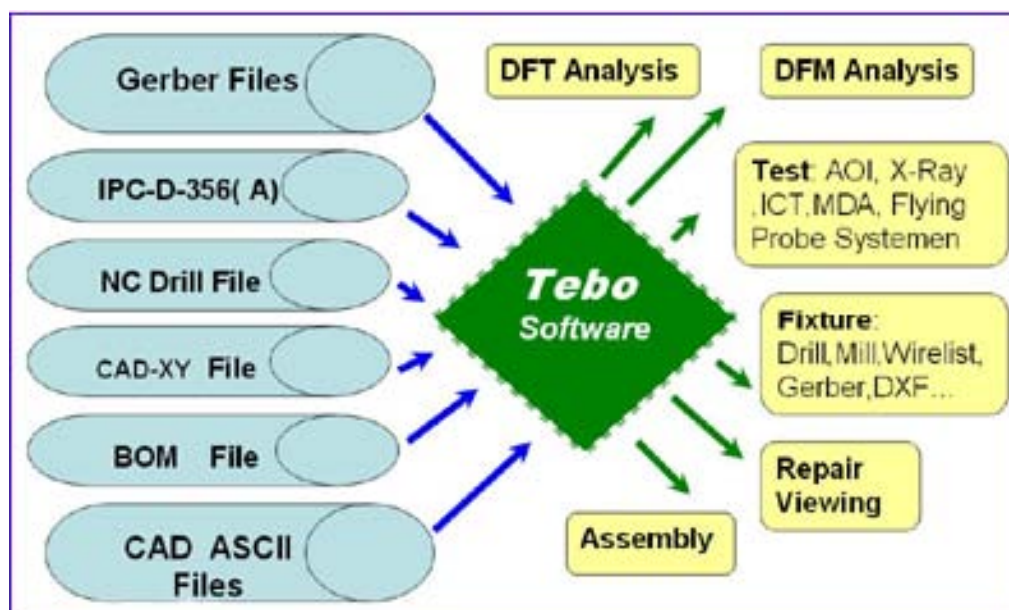 Gerber Files
IPC-D-356( A)
NC Drill File
CAD-XY File
BOM File
CAD ASCII
Files
Tebo
Software
DFT Analysis
DFM Analysis
Test: AOI, X-Ray
,ICT,MDA, Flying
Probe Systemen
Fixture:
Drill,Mill,Wirelist,
Gerber,DXF...
Repair
Viewing
Assembly